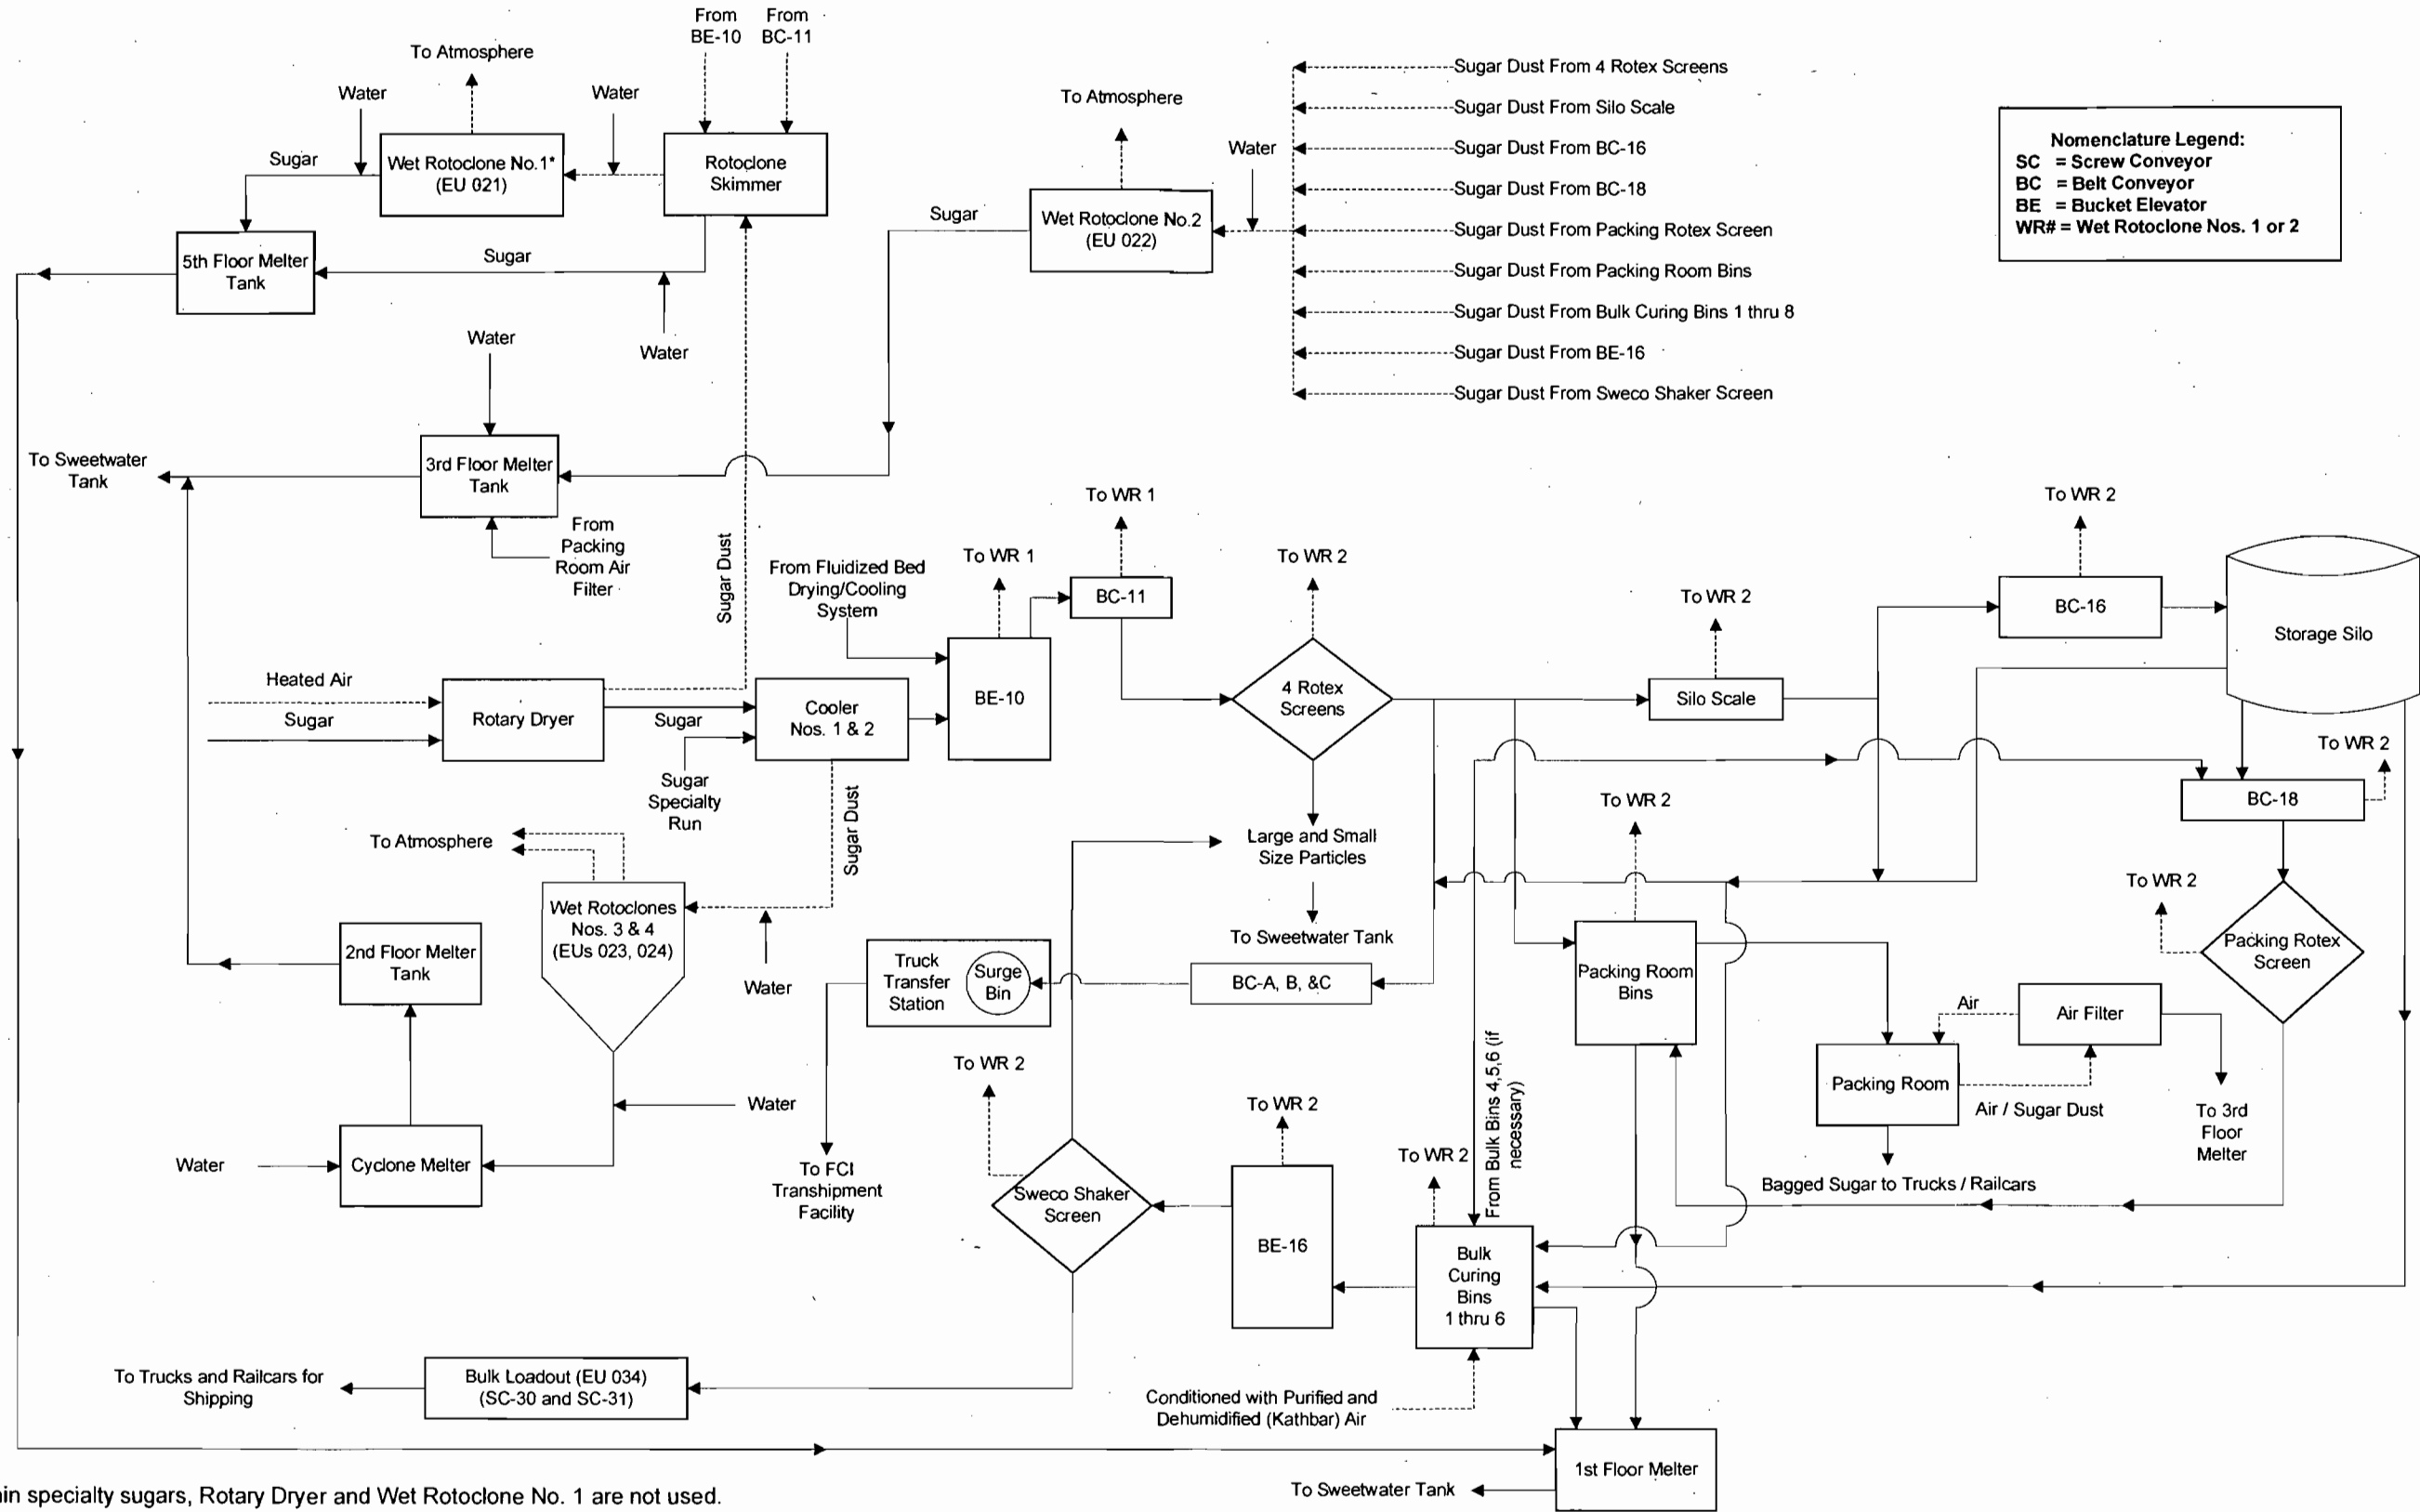 From
BE-10
From
BC-11
To Atmosphere
Water
Water
Sugar
Wet Rotoclone No.1*
(EU 021)
Rotoclone
Skimmer
5th Floor Melter
Tank
Sugar
Water
To Atmosphere
Water
Sugar
Wet Rotoclone No.2
(EU 022)
Sugar Dust From 4 Rotex Screens
Sugar Dust From Silo Scale
Sugar Dust From BC-16
Sugar Dust From BC-18
Sugar Dust From Packing Rotex Screen
Sugar Dust From Packing Room Bins
Sugar Dust From Bulk Curing Bins 1 thru 8
Sugar Dust From BE-16
Sugar Dust From Sweco Shaker Screen
Nomenclature Legend:
SC = Screw Conveyor
BC = Belt Conveyor
BE = Bucket Elevator
WR# = Wet Rotoclone Nos. 1 or 2
Water
To Sweetwater
Tank
3rd Floor Melter
Tank
From
Packing
Room Air
Filter
Sugar Dust
From Fluidized Bed
Drying/Cooling
System
To WR 1
To WR 1
BC-11
To WR 2
To WR 2
To WR 2
BC-16
Storage Silo
Heated Air
Sugar
Rotary Dryer
Sugar
Cooler
Nos. 1 & 2
BE-10
4 Rotex
Screens
Silo Scale
Sugar
Specialty
Run
Sugar Dust
To WR 2
BC-18
To WR 2
To Atmosphere
Large and Small
Size Particles
To Sweetwater Tank
Wet Rotoclones
Nos. 3 & 4
(EUs 023, 024)
2nd Floor Melter
Tank
Water
Truck
Transfer
Station
Surge
Bin
BC-A, B, &C
Packing Room
Bins
To WR 2
Packing Rotex
Screen
Air
Air Filter
Packing Room
Air / Sugar Dust
To 3rd
Floor
Melter
Bagged Sugar to Trucks / Railcars
Water
Water
Cyclone Melter
To FCI
Transhipment
Facility
To WR 2
Sweco Shaker
Screen
To WR 2
BE-16
To WR 2
From Bulk Bins 4,5,6 (if
necessary)
Bulk
Curing
Bins
1 thru 6
To Trucks and Railcars for
Shipping
Bulk Loadout (EU 034)
(SC-30 and SC-31)
Conditioned with Purified and
Dehumidified (Kathbar) Air
1st Floor Melter
To Sweetwater Tank
specialty sugars, Rotary Dryer and Wet Rotoclone No. 1 are not used.